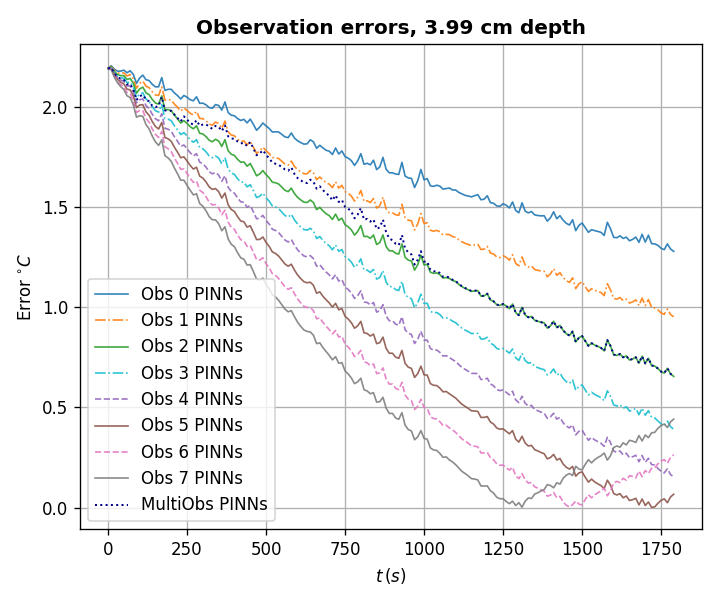 Observation errors, 3.99 cm depth
Error °C
2.0
1.5
1.0
0.5
0.0
Obs 0 PINNs
Obs 1 PINNs
Obs 2 PINNs
Obs 3 PINNs
Obs 4 PINNs
Obs 5 PINNs
Obs 6 PINNs
Obs 7 PINNs
MultiObs PINNs
0 250 500 750 1000 1250 1500 1750
t (s)